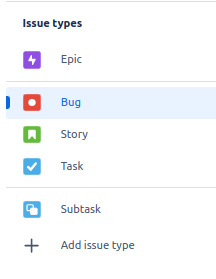 Issue types
Epic
Bug
Story
Task
Subtask
Add issue type